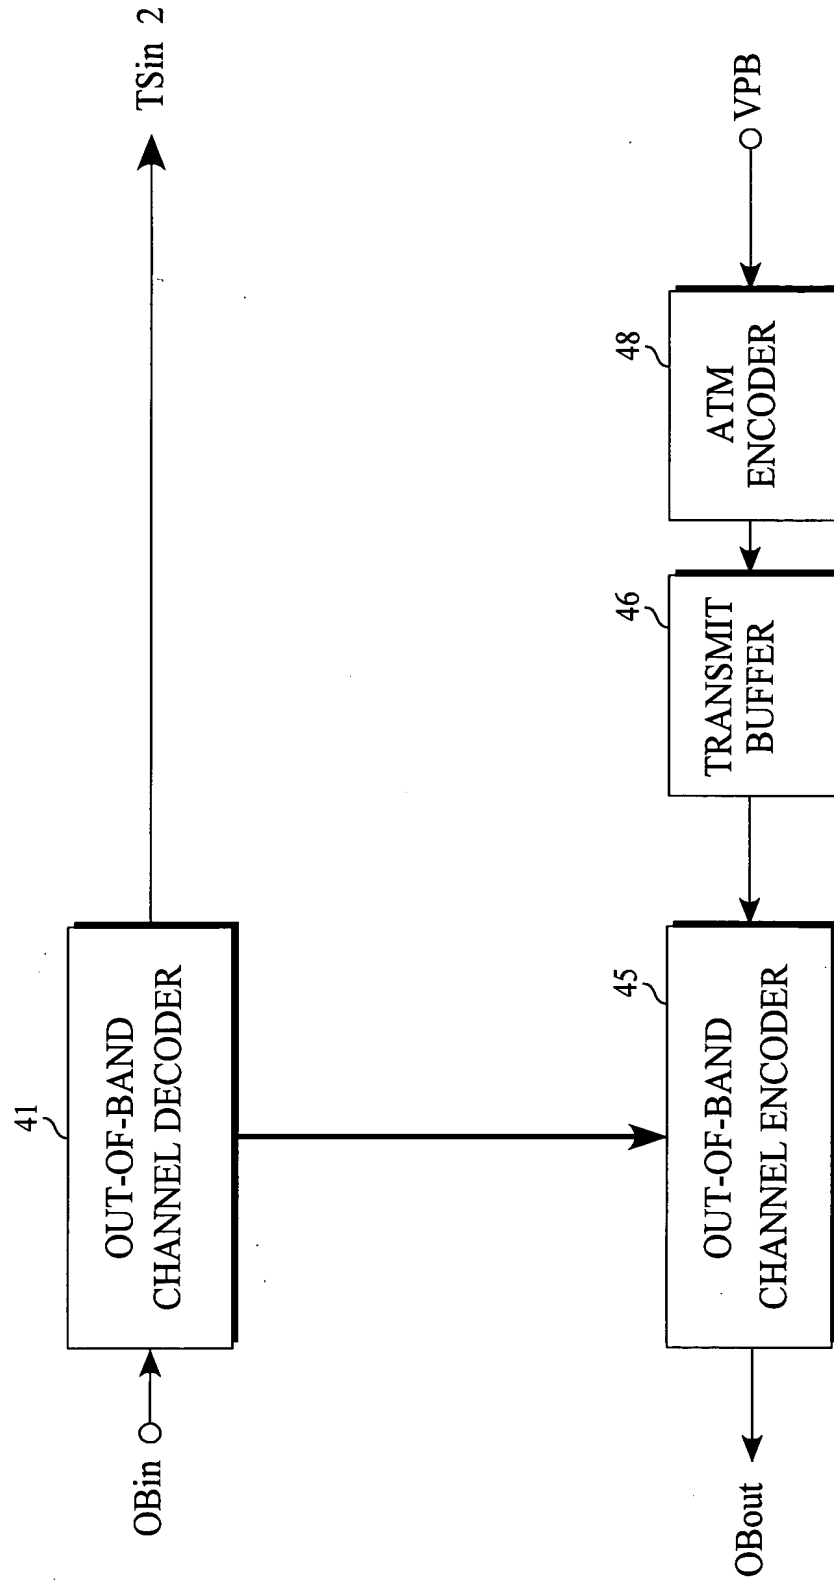 OBin
41
OUT-OF-BAND
CHANNEL DECODER
TSin 2
OBout
45
OUT-OF-BAND
CHANNEL ENCODER
46
TRANSMIT
BUFFER
48
ATM
ENCODER
VPB